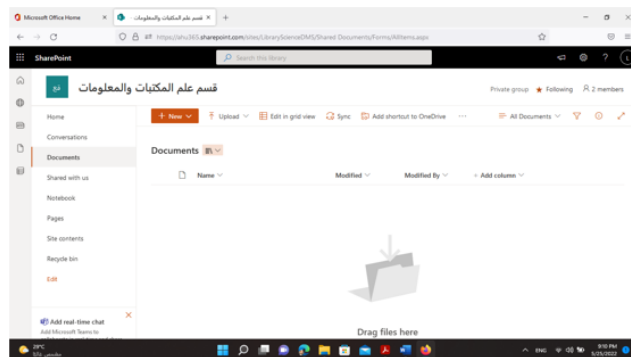 Microsoft Office Home
قسم علم المكتبات والمعلومات
https://ahu365.sharepoint.com/sites/LibraryScienceDMS/Shared Documents/Forms/AllItems.aspx
SharePoint
Search this library
قسم علم المكتبات والمعلومات
Private group
Following
2 members
Home
Conversations
Documents
Shared with us
Notebook
Pages
Site contents
Recycle bin
Edit
+ New
Upload
Edit in grid view
Sync
Add shortcut to OneDrive
...
All Documents
Documents
Name
Modified
Modified By
+ Add column
Drag files here
Add real-time chat
Add Microsoft Teams to
28°C
ENG
9:10 PM
5/25/2022